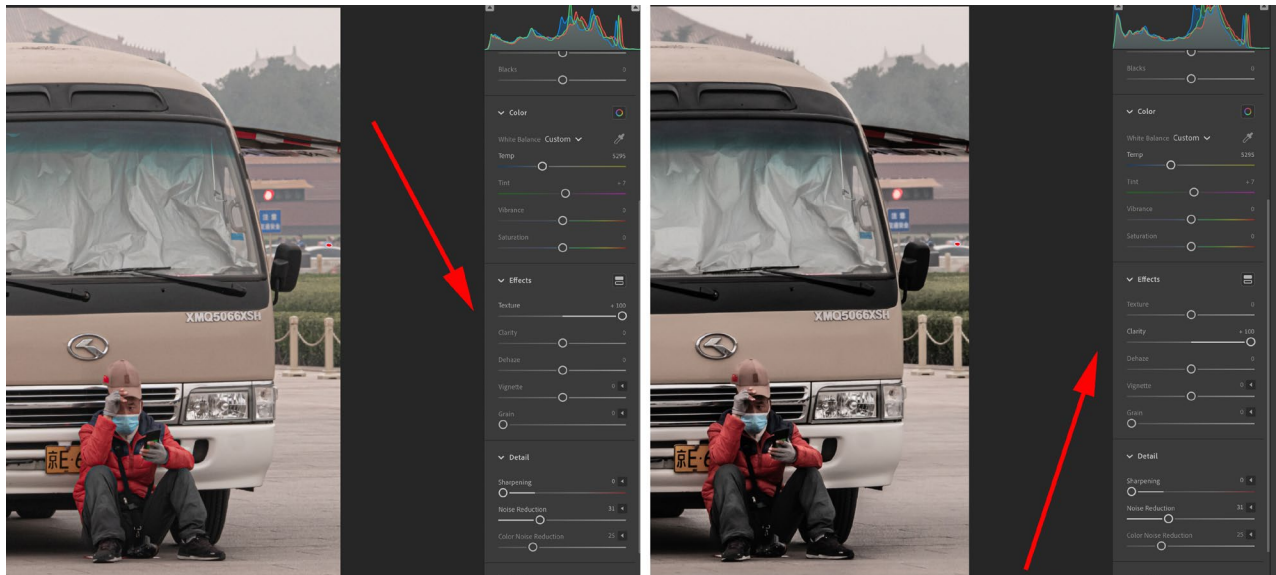 Blacks 0
Color
White Balance Custom
Temp 5295
Tint + 7
Vibrance 0
Saturation 0
Effects
Texture + 100
Clarity 0
Dehaze 0
Vignette 0
Grain 0
Detail
Sharpening 0
Noise Reduction 31
Color Noise Reduction 25
XMQ5066XSH
京E·6
Blacks 0
Color
White Balance Custom
Temp 5295
Tint + 7
Vibrance 0
Saturation 0
Effects
Texture 0
Clarity + 100
Dehaze 0
Vignette 0
Grain 0
Detail
Sharpening 0
Noise Reduction 31
Color Noise Reduction 25
XMQ5066XSH
京E·6